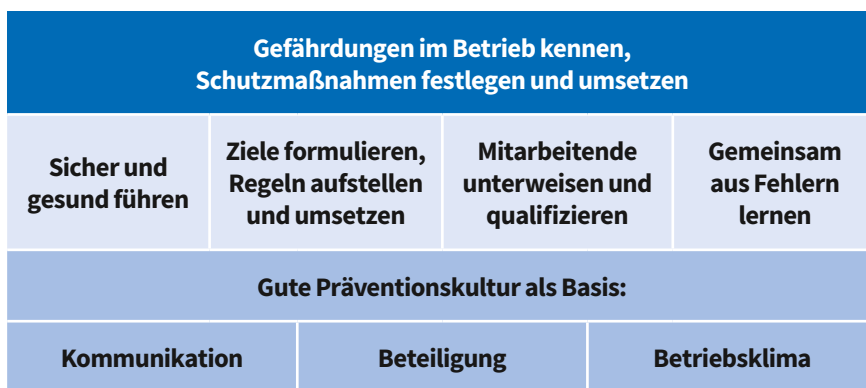 Gefährdungen im Betrieb kennen,
Schutzmaßnahmen festlegen und umsetzen
Sicher und
gesund führen
Ziele formulieren,
Regeln aufstellen
und umsetzen
Mitarbeitende
unterweisen und
qualifizieren
Gemeinsam
aus Fehlern
lernen
Gute Präventionskultur als Basis:
Kommunikation
Beteiligung
Betriebsklima